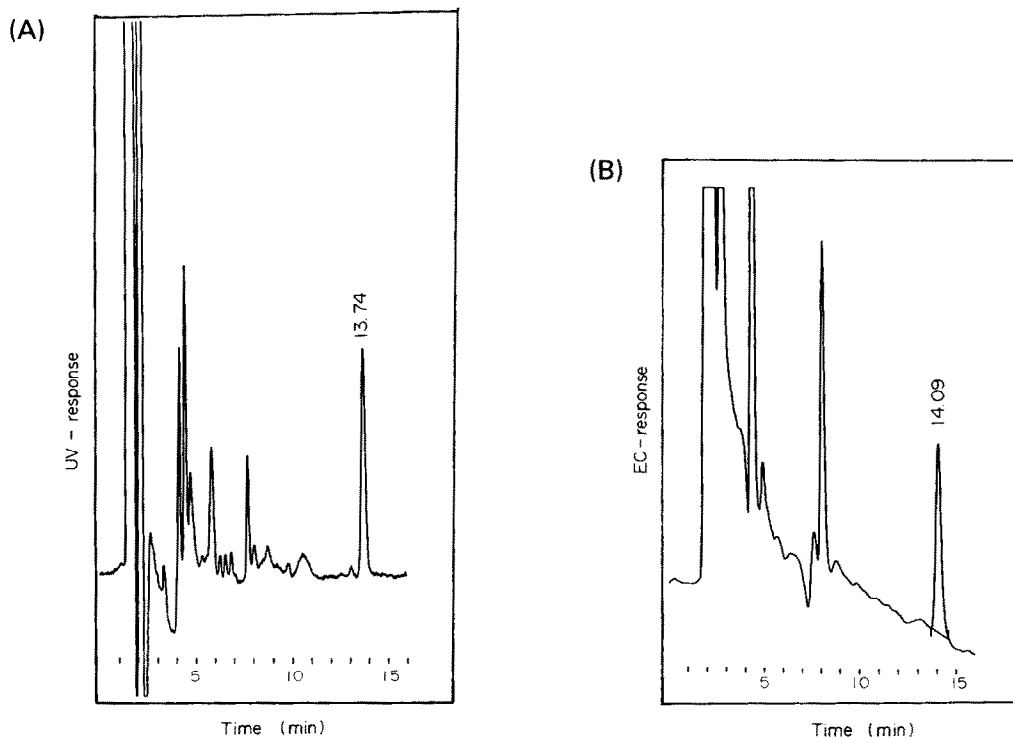 (A)
UV - response
13.74
5
10
15
Time (min)
(B)
EC-response
14.09
5
10
15
Time (min)